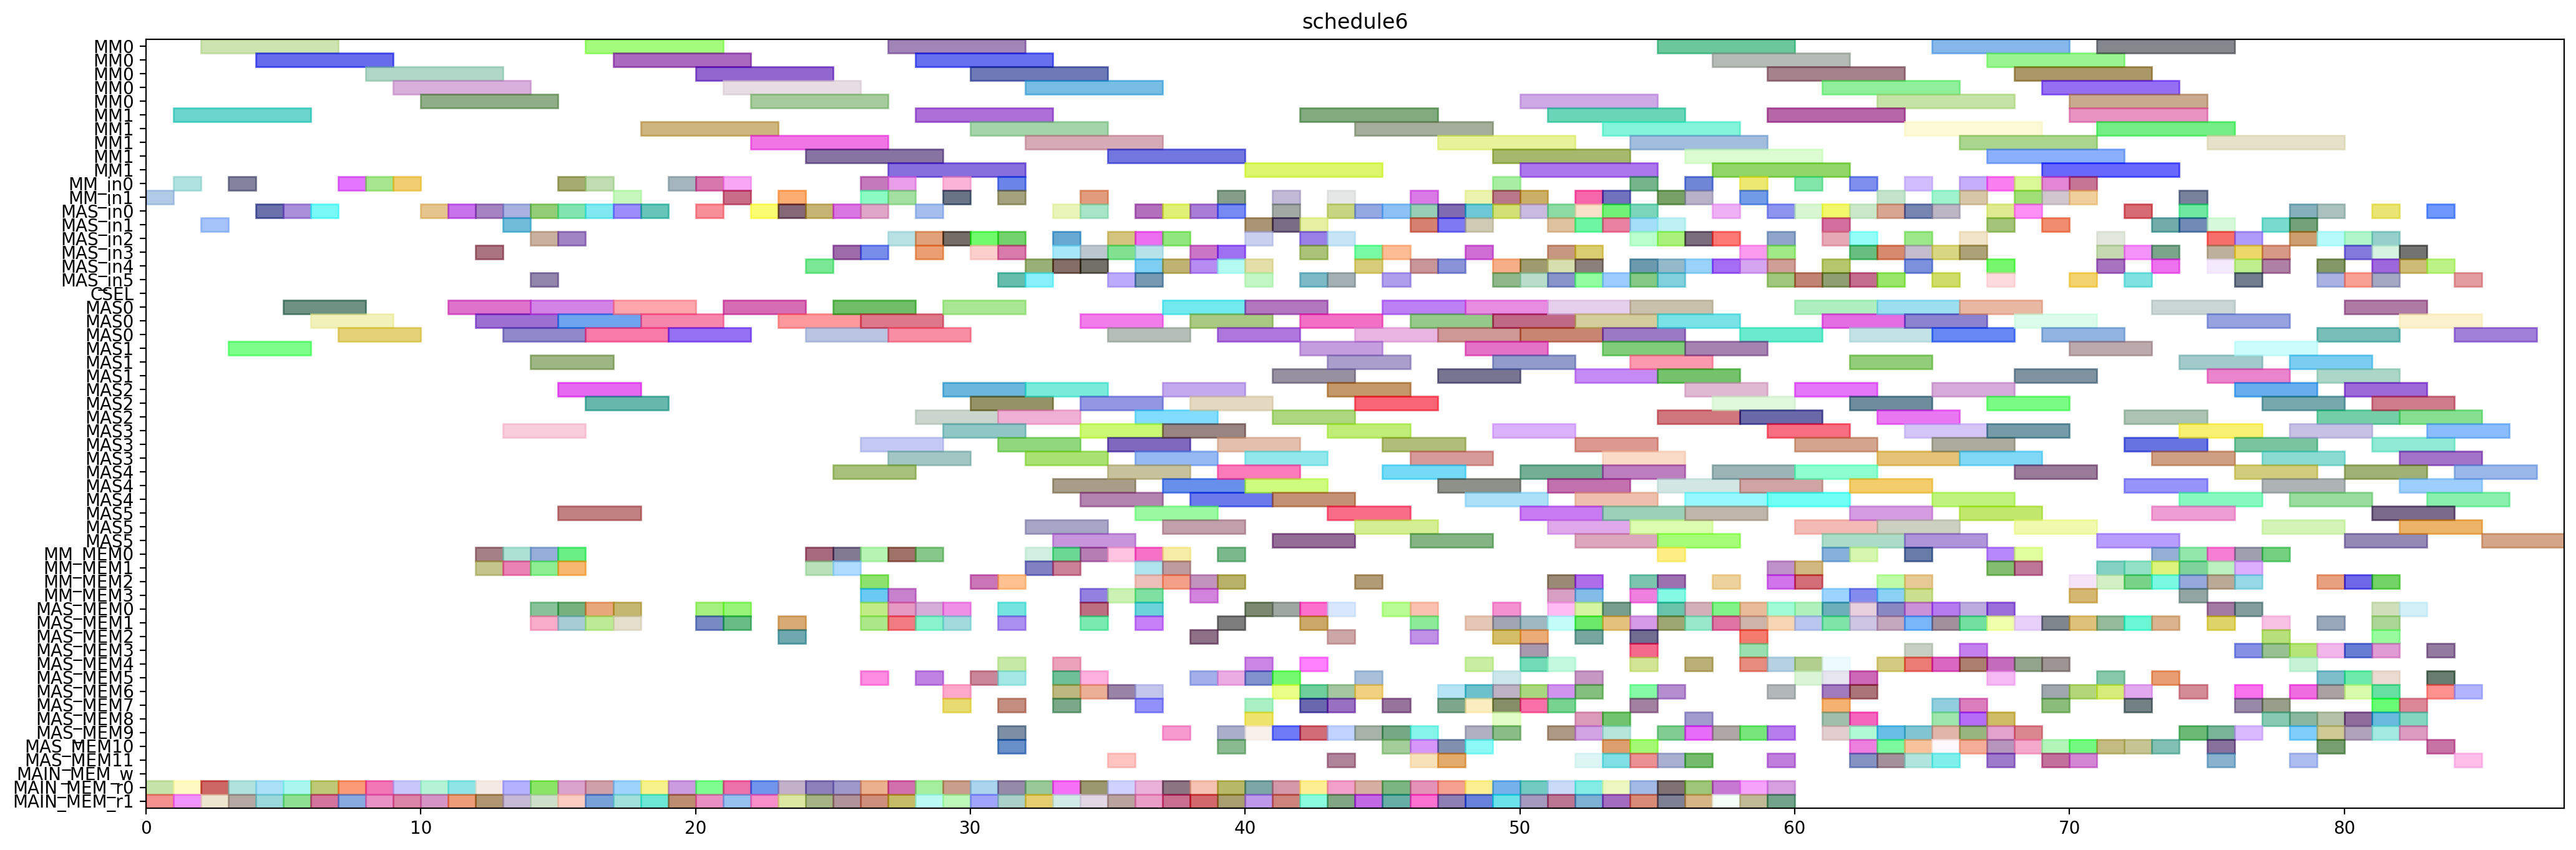 schedule6
MM0
MM0
MM0
MM0
MM0
MM1
MM1
MM1
MM1
MM1
MM_in0
MM_in1
MAS_in0
MAS_in1
MAS_in2
MAS_in3
MAS_in4
MAS_in5
CSEL
MAS0
MAS0
MAS0
MAS1
MAS1
MAS1
MAS2
MAS2
MAS2
MAS3
MAS3
MAS3
MAS4
MAS4
MAS4
MAS5
MAS5
MAS5
MM_MEM0
MM_MEM1
MM_MEM2
MM_MEM3
MAS_MEM0
MAS_MEM1
MAS_MEM2
MAS_MEM3
MAS_MEM4
MAS_MEM5
MAS_MEM6
MAS_MEM7
MAS_MEM8
MAS_MEM9
MAS_MEM10
MAS_MEM11
MAIN_MEM_w
MAIN_MEM_r0
MAIN_MEM_r1
0 10 20 30 40 50 60 70 80